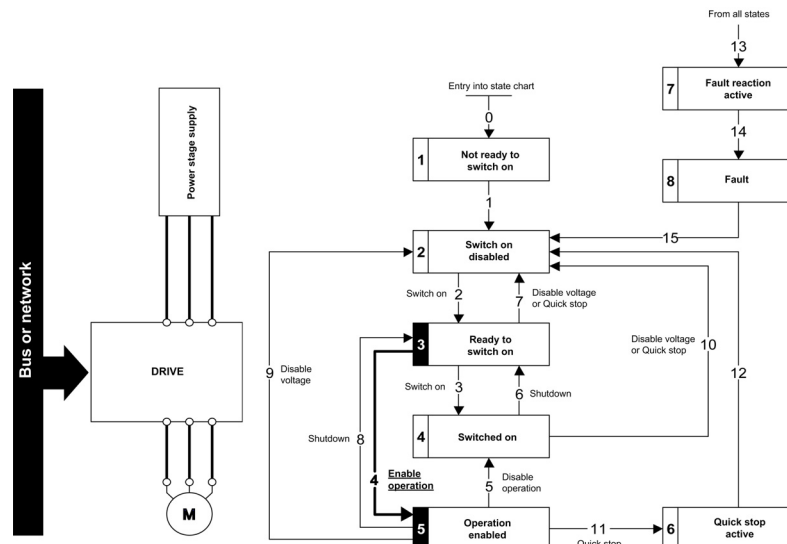 Bus or network
Power stage supply
DRIVE
M
From all states
13
7
Fault reaction
active
14
8
Fault
15
Entry into state chart
0
1
Not ready to
switch on
1
2
Switch on
disabled
Switch on
2
7
Disable voltage
or Quick stop
3
Ready to
switch on
Switch on
3
6
Shutdown
4
Switched on
Disable voltage
or Quick stop
10
12
9
Disable
voltage
Shutdown
8
4
Enable
operation
5
Disable
operation
5
Operation
enabled
11
Quick stop
6
Quick stop
active